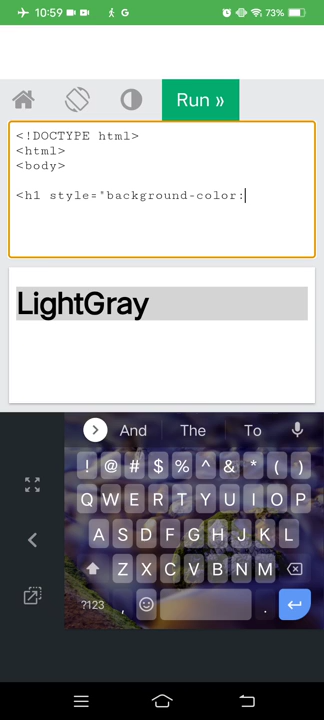 10:59 G 73%
Run »
<!DOCTYPE html>
<html>
<body>
<h1 style="background-color:
LightGray
And The To
! @ # $ % ^ & * ( )
Q W E R T Y U I O P
A S D F G H J K L
Z X C V B N M
?123 , .